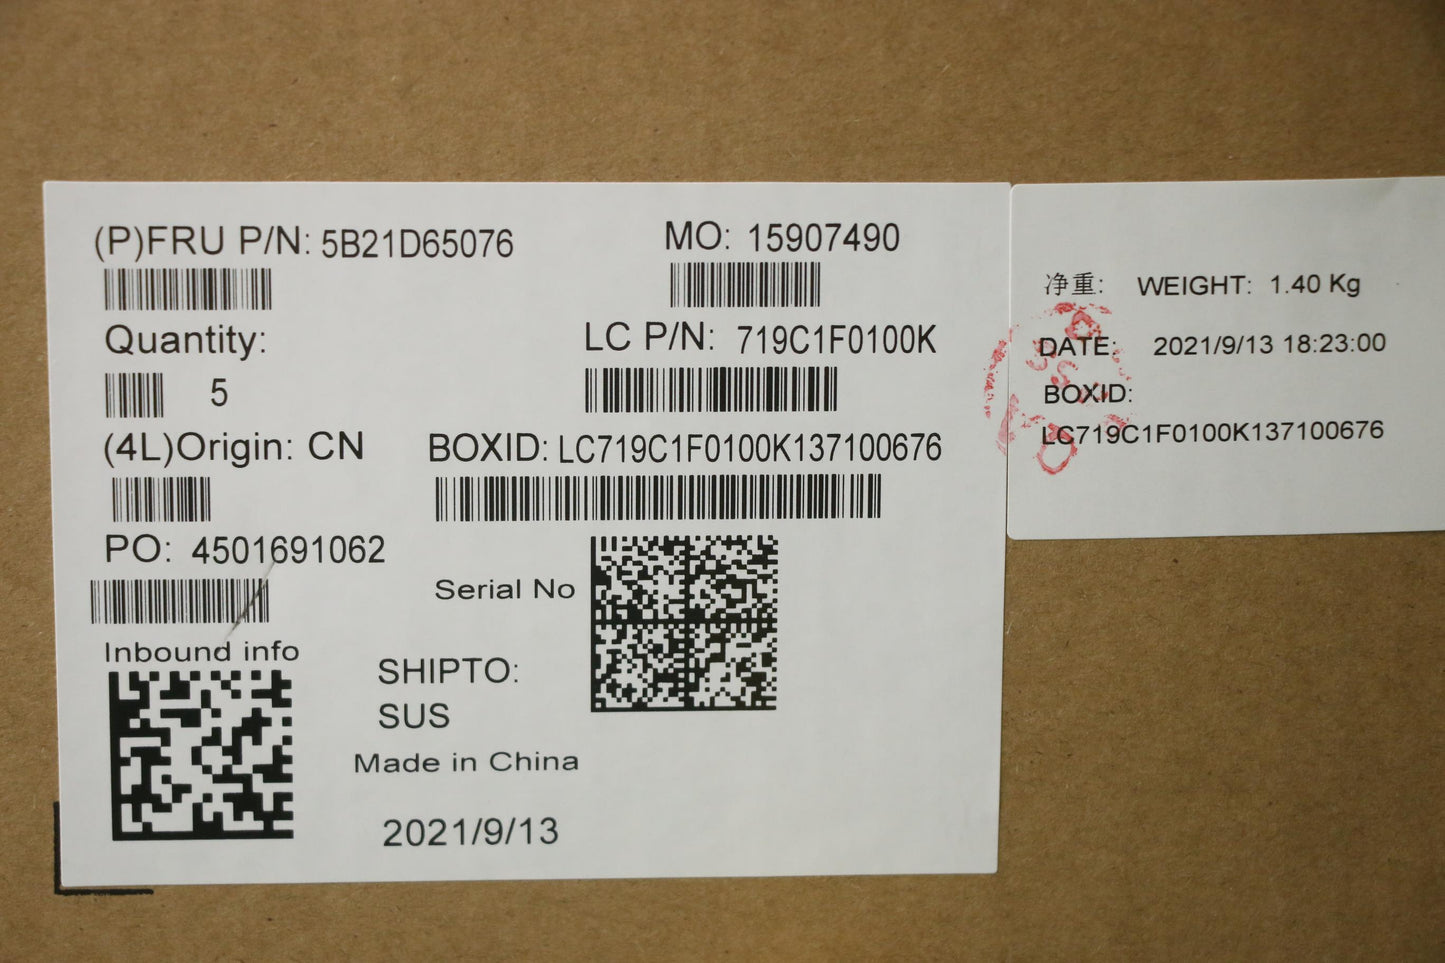 (P)FRU P/N: 5B21D65076
MO: 15907490
Quantity:
5
LC P/N: 719C1F0100K
(4L)Origin: CN
BOXID: LC719C1F0100K137100676
PO: 4501691062
Serial No
Inbound info
SHIPTO:
SUS
Made in China
2021/9/13
净重: WEIGHT: 1.40 Kg
DATE: 2021/9/13 18:23:00
BOXID:
LC719C1F0100K137100676